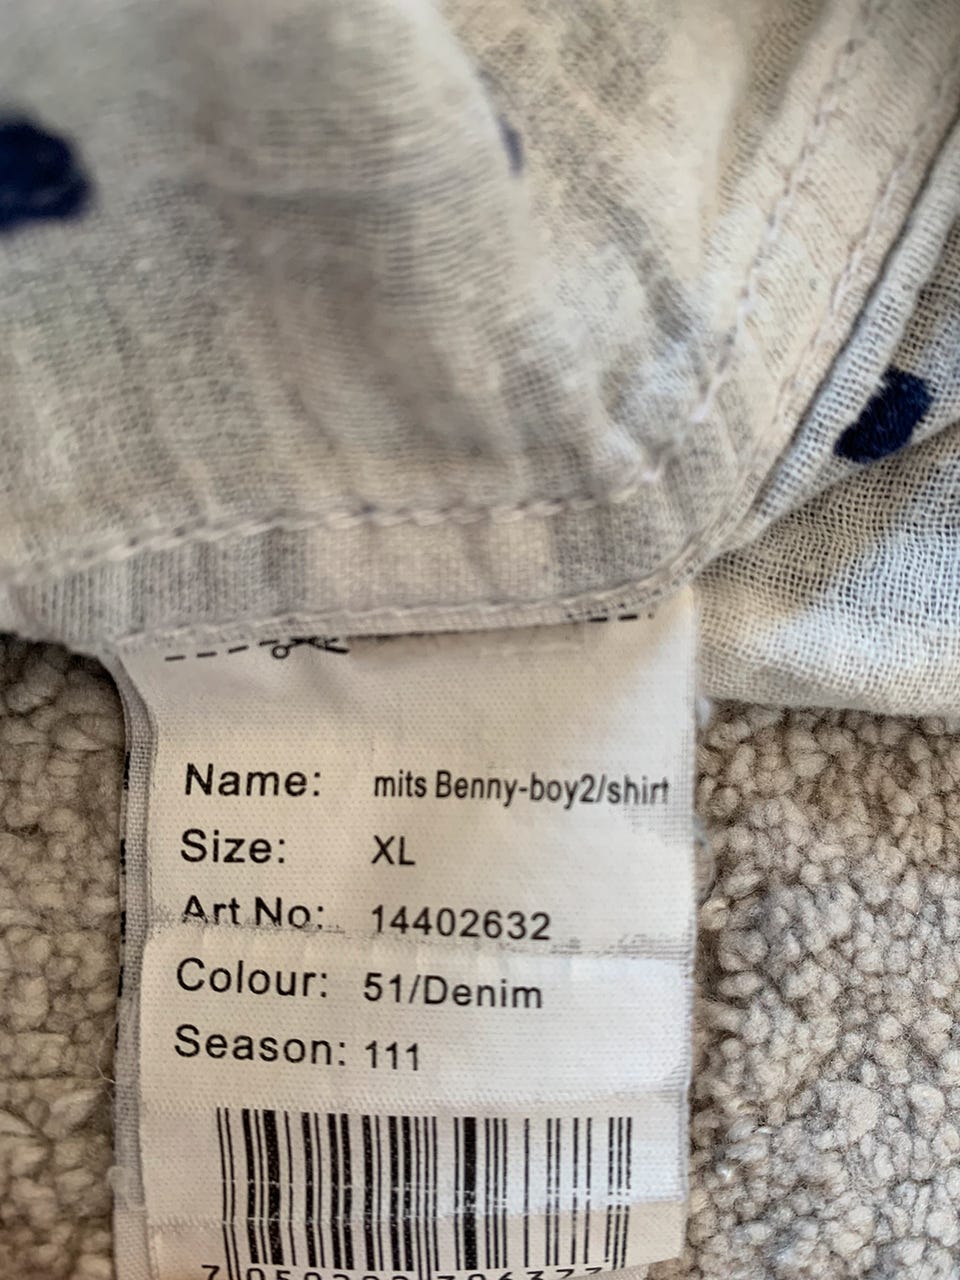 Name: mits Benny-boy2/shirt
Size: XL
Art No: 14402632
Colour: 51/Denim
Season: 111